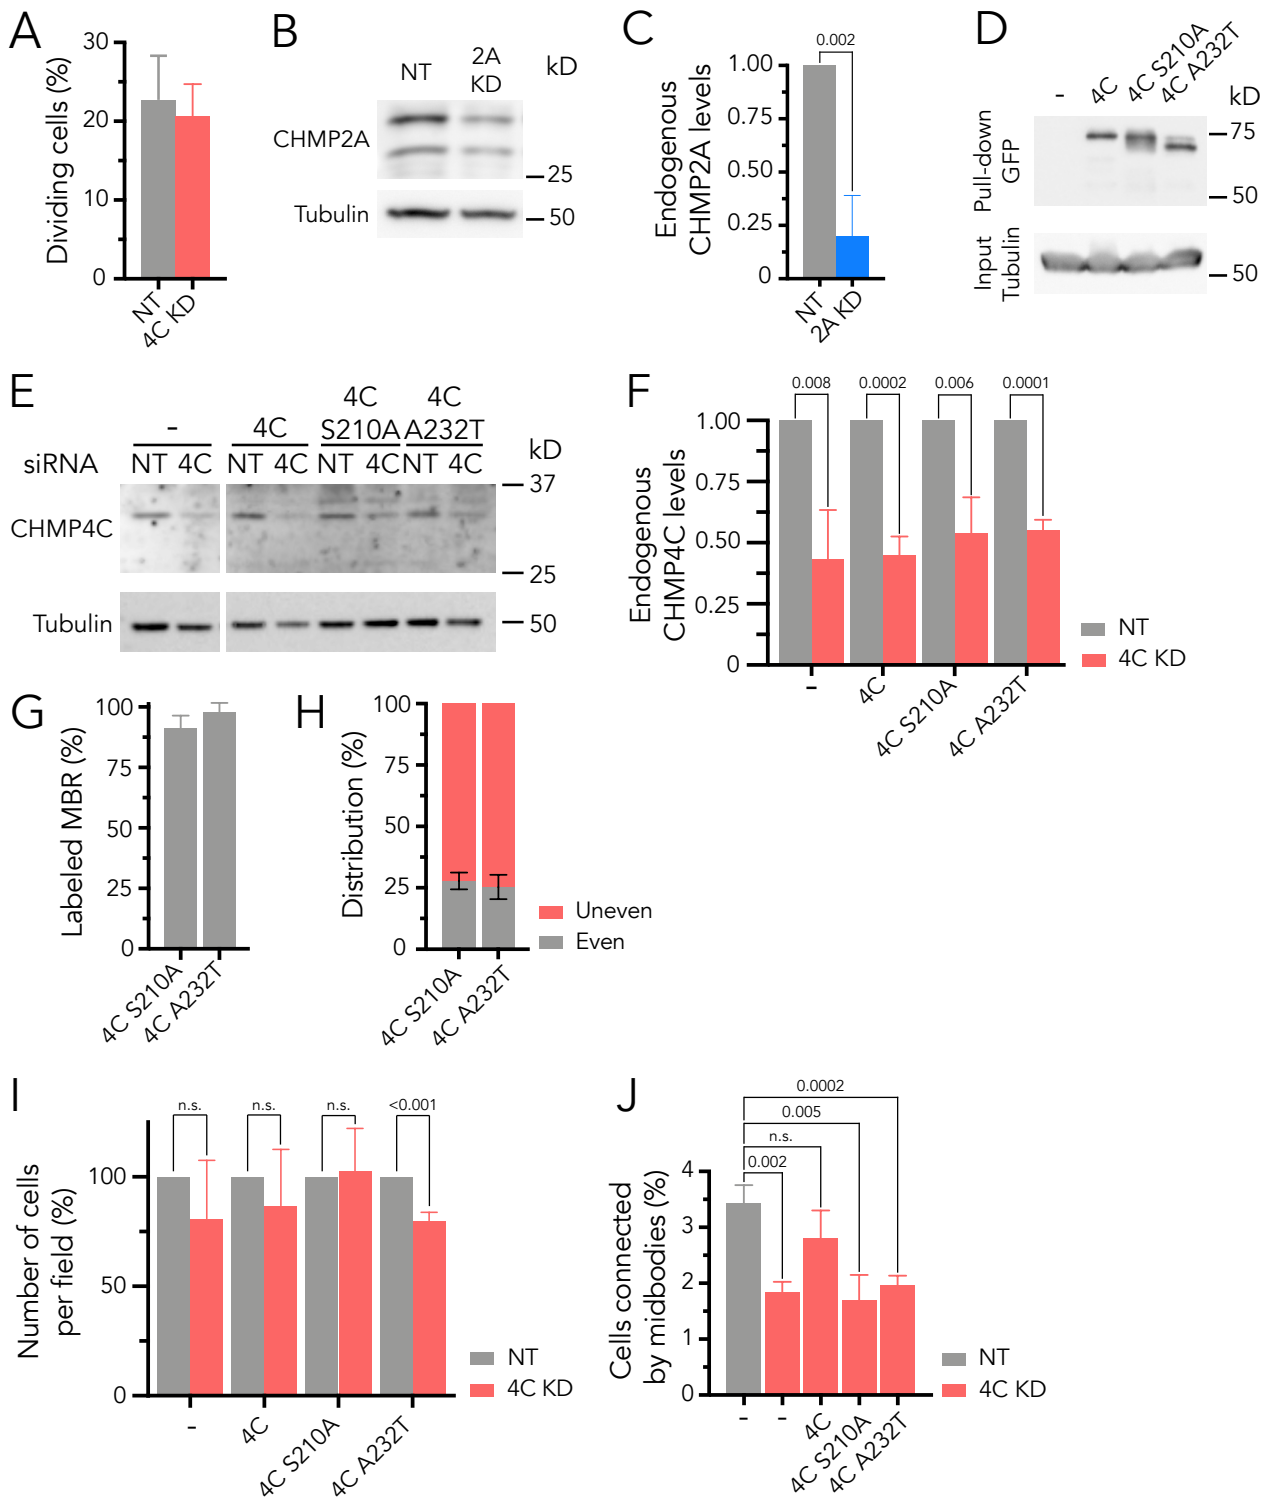 A
Dividing cells (%)
30
20
10
0
NT
4C KD
B
NT
2A
KD
kD
CHMP2A
25
Tubulin
50
C
Endogenous
CHMP2A levels
0.002
1.00
0.75
0.50
0.25
0
NT
2A KD
D
-
4C
4C S210A
4C A232T
kD
Pull-down
GFP
75
50
Input
Tubulin
50
E
-
4C
4C
S210A
4C
A232T
kD
siRNA NT 4C NT 4C NT 4C NT 4C
37
CHMP4C
25
Tubulin
50
F
Endogenous
CHMP4C levels
0.008 0.0002 0.006 0.0001
1.00
0.75
0.50
0.25
0
-
4C
4C S210A
4C A232T
NT
4C KD
G
Labeled MBR (%)
100
75
50
25
0
4C S210A
4C A232T
H
Distribution (%)
100
75
50
25
0
4C S210A
4C A232T
Uneven
Even
I
Number of cells
per field (%)
n.s. n.s. n.s. <0.001
100
50
0
-
4C
4C S210A
4C A232T
NT
4C KD
J
Cells connected
by midbodies (%)
0.0002
0.005
n.s.
0.002
4
3
2
1
0
-
-
4C
4C S210A
4C A232T
NT
4C KD